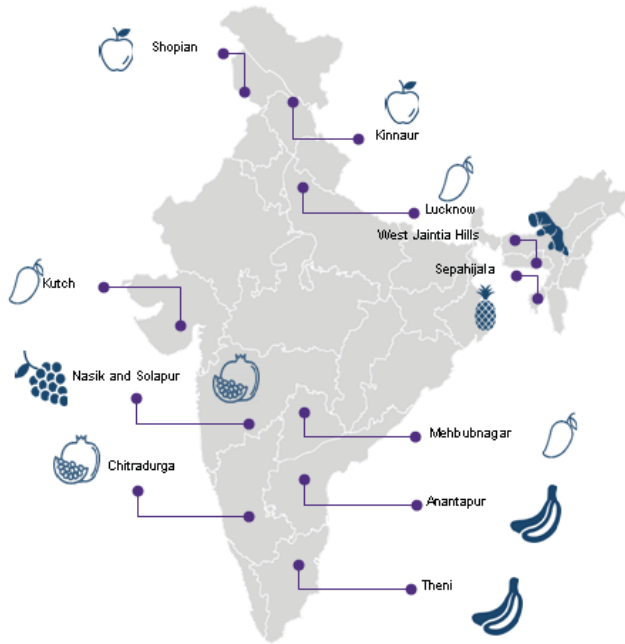 Shopian
Kinnaur
Lucknow
West Jaintia Hills
Sepahijala
Kutch
Nasik and Solapur
Mehbubnagar
Chitradurga
Anantapur
Theni